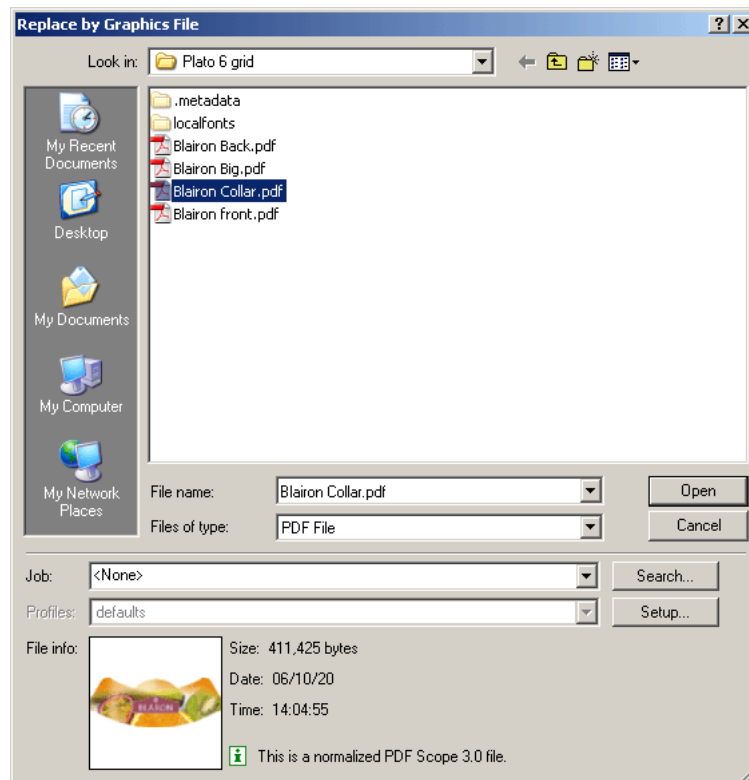 Replace by Graphics File
Look in: Plato 6 grid
.metadata
localfonts
Blairon Back.pdf
Blairon Big.pdf
Blairon Collar.pdf
Blairon front.pdf
My Recent
Documents
Desktop
My Documents
My Computer
My Network
Places
File name: Blairon Collar.pdf Open
Files of type: PDF File Cancel
Job: <None> Search...
Profiles: defaults Setup...
File info:
BLAIRON
Size: 411,425 bytes
Date: 06/10/20
Time: 14:04:55
This is a normalized PDF Scope 3.0 file.